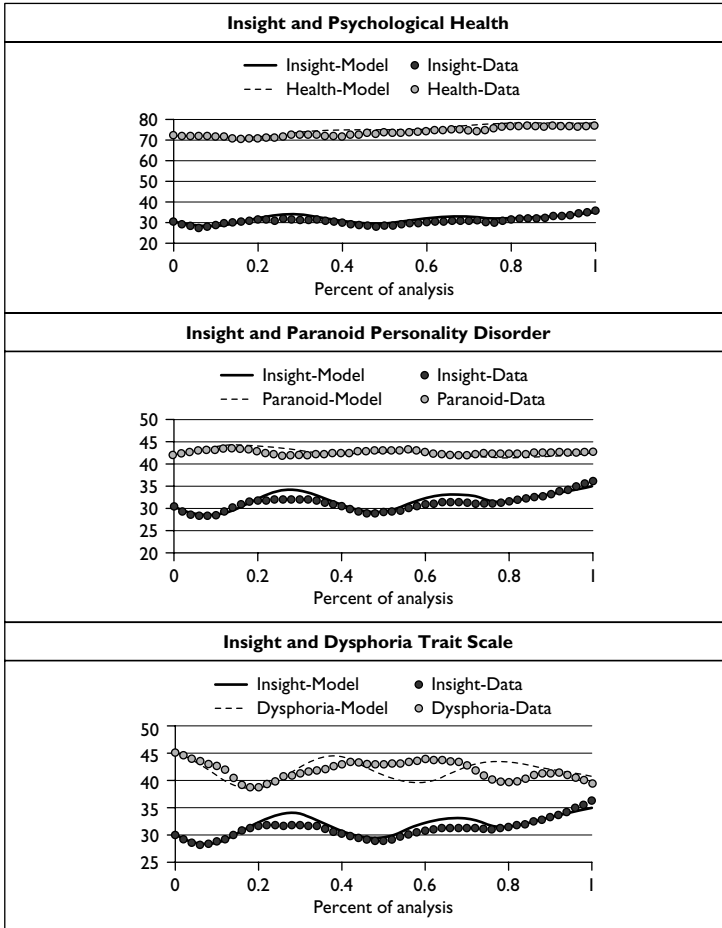 Insight and Psychological Health
Insight-Model Insight-Data
Health-Model Health-Data
80
70
60
50
40
30
20
0 0.2 0.4 0.6 0.8 1
Percent of analysis
Insight and Paranoid Personality Disorder
Insight-Model Insight-Data
Paranoid-Model Paranoid-Data
50
45
40
35
30
25
20
0 0.2 0.4 0.6 0.8 1
Percent of analysis
Insight and Dysphoria Trait Scale
Insight-Model Insight-Data
Dysphoria-Model Dysphoria-Data
50
45
40
35
30
25
0 0.2 0.4 0.6 0.8 1
Percent of analysis